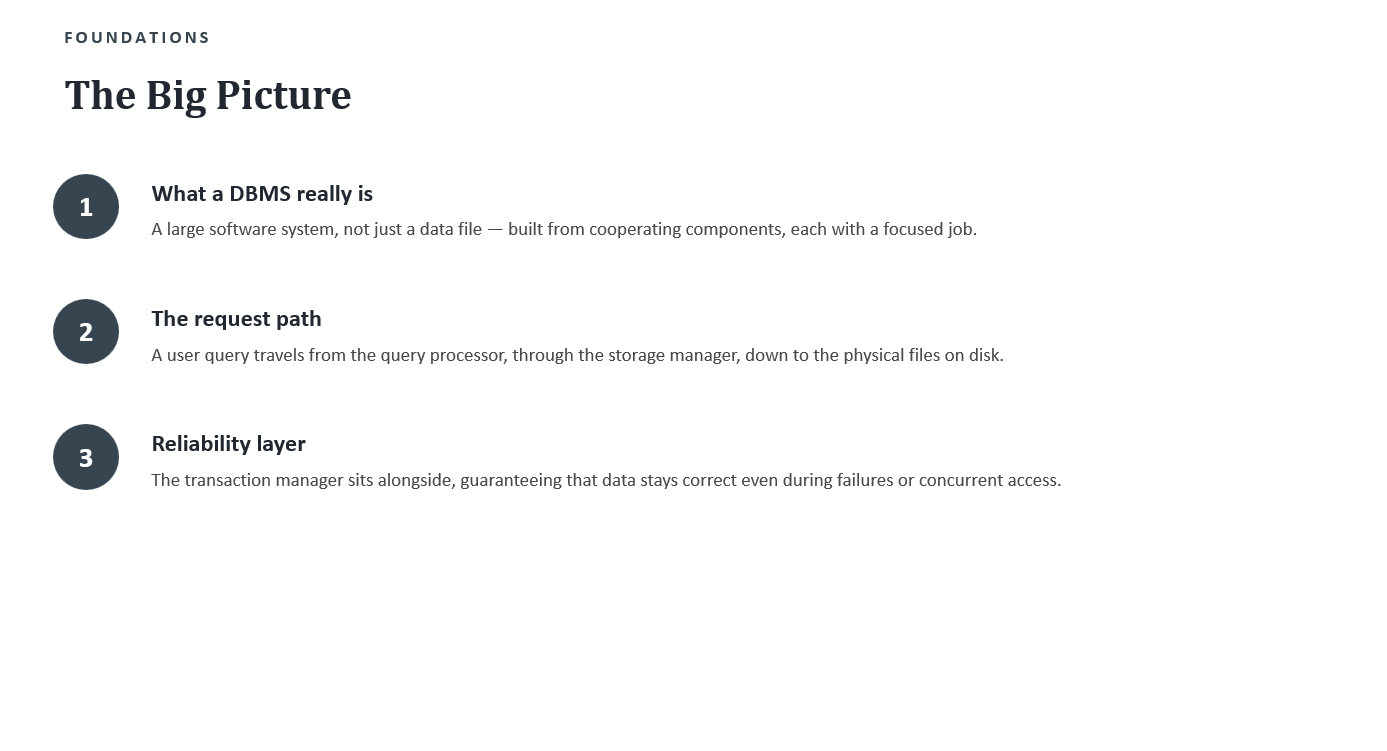 FOUNDATIONS
The Big Picture
1
What a DBMS really is
A large software system, not just a data file — built from cooperating components, each with a focused job.
2
The request path
A user query travels from the query processor, through the storage manager, down to the physical files on disk.
3
Reliability layer
The transaction manager sits alongside, guaranteeing that data stays correct even during failures or concurrent access.